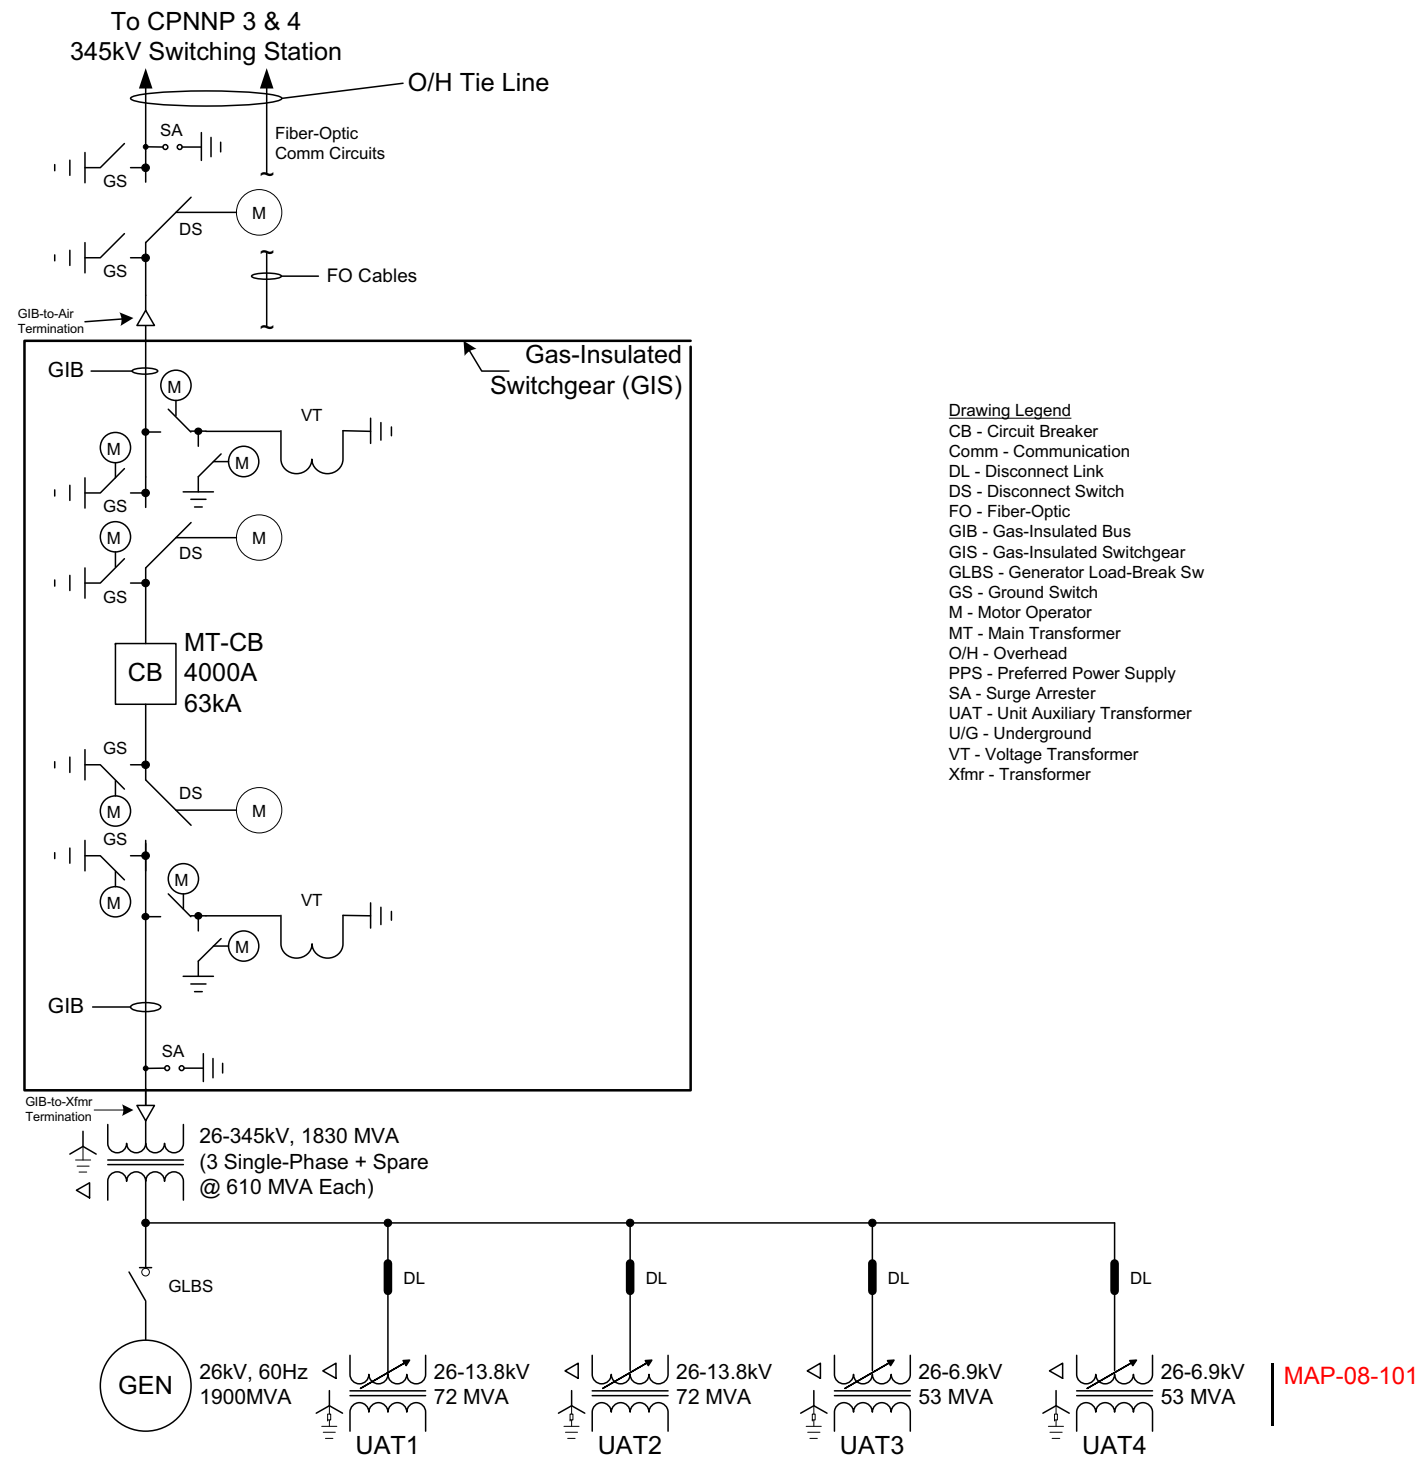 To CPNNP 3 & 4
345kV Switching Station
O/H Tie Line
SA
Fiber-Optic
Comm Circuits
GS
M
DS
GS
FO Cables
GIB-to-Air
Termination
Gas-Insulated
Switchgear (GIS)
GIB
M
VT
M
M
GS
M
DS
M
GS
CB
MT-CB
4000A
63kA
GS
DS
M
M
GS
M
M
VT
M
GIB
SA
GIB-to-Xfmr
Termination
26-345kV, 1830 MVA
(3 Single-Phase + Spare
@ 610 MVA Each)
GLBS
DL
DL
DL
DL
GEN
26kV, 60Hz
1900MVA
26-13.8kV
72 MVA
UAT1
26-13.8kV
72 MVA
UAT2
26-6.9kV
53 MVA
UAT3
26-6.9kV
53 MVA
UAT4
MAP-08-101
Drawing Legend
CB - Circuit Breaker
Comm - Communication
DL - Disconnect Link
DS - Disconnect Switch
FO - Fiber-Optic
GIB - Gas-Insulated Bus
GIS - Gas-Insulated Switchgear
GLBS - Generator Load-Break Sw
GS - Ground Switch
M - Motor Operator
MT - Main Transformer
O/H - Overhead
PPS - Preferred Power Supply
SA - Surge Arrester
UAT - Unit Auxiliary Transformer
U/G - Underground
VT - Voltage Transformer
Xfmr - Transformer